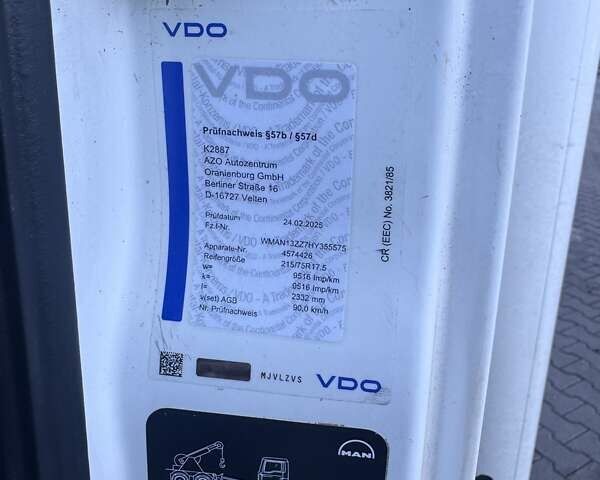 VDO
VDO
Prüfnachweis §57b / §57d
K2887
AZO Autozentrum
Oranienburg GmbH
Berliner Straße 16
D-16727 Velten
Prüfdatum 24.02.2025
Fz.I-Nr. WMAN13ZZ7HY355575
Apparate-Nr. 4574426
Reifengröße 215/75R17.5
w= 9516 Imp/km
k= 9516 Imp/km
l= 2332 mm
v(set) AGB 90,0 km/h
Nr. Prüfnachweis
CR (EEC) No. 3821/85
MJVLZVS
VDO
MAN